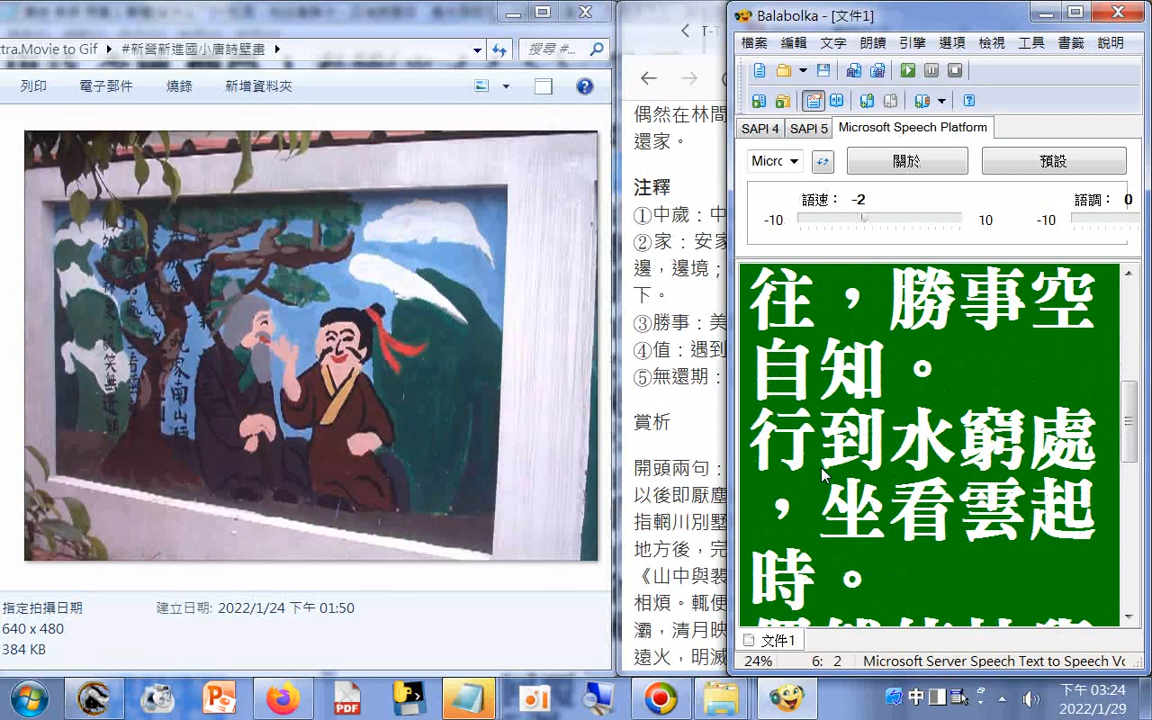 tra.Movie to Gif ▸ #新營新進國小唐詩壁畫 ▸
搜尋 #...
列印
電子郵件
燒錄
新增資料夾
指定拍攝日期
建立日期: 2022/1/24 下午 01:50
640 x 480
384 KB
偶然在林間
還家。
注釋
①中歲：中
②家：安家
邊，邊境；
下。
③勝事：美
④值：遇到
⑤無還期：
賞析
開頭兩句：
以後即厭塵
指輞川別墅
地方後，完
《山中與裴
相煩。輒便
灞，清月映
遠火，明滅
Balabolka - [文件1]
檔案 編輯 文字 朗讀 引擎 選項 檢視 工具 書籤 說明
SAPI 4
SAPI 5
Microsoft Speech Platform
Micro
關於
預設
語速： -2
語調： 0
-10
10
-10
往，勝事空
自知。
行到水窮處
，坐看雲起
時。
文件1
24%
6: 2
Microsoft Server Speech Text to Speech Vo
中
下午 03:24
2022/1/29